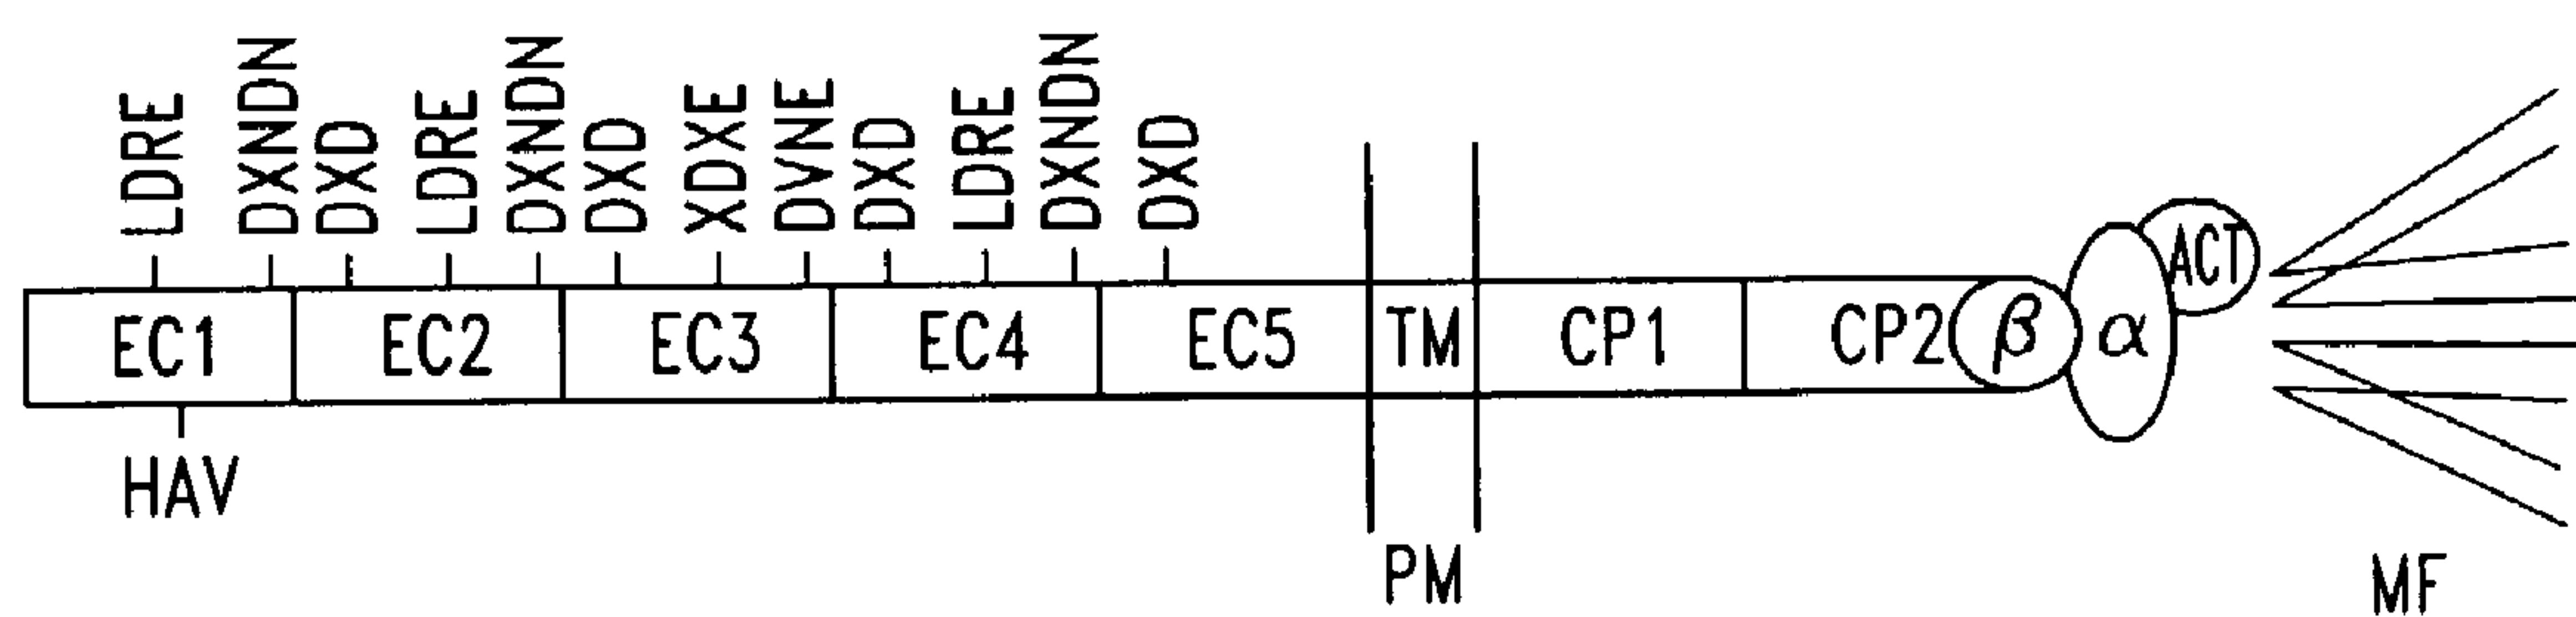 LDRE DXNDN DXD LDRE DXNDN DXD XDXE DVNE DXD LDRE DXNDN DXD
EC1 EC2 EC3 EC4 EC5 TM CP1 CP2 β α ACT
HAV
PM
MF